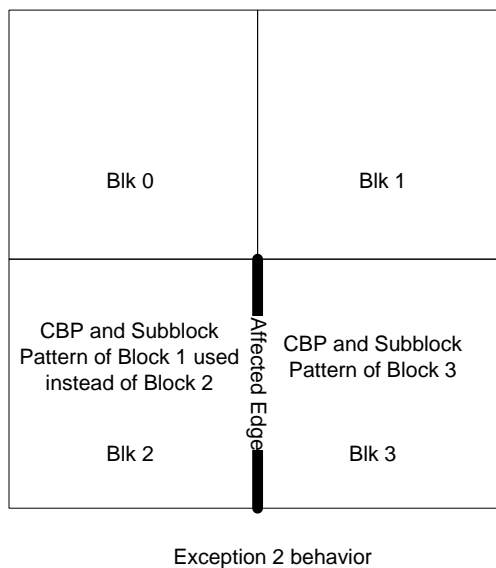 Blk 0
Blk 1
CBP and Subblock
Pattern of Block 1 used
instead of Block 2
Blk 2
Affected Edge
CBP and Subblock
Pattern of Block 3
Blk 3
Exception 2 behavior